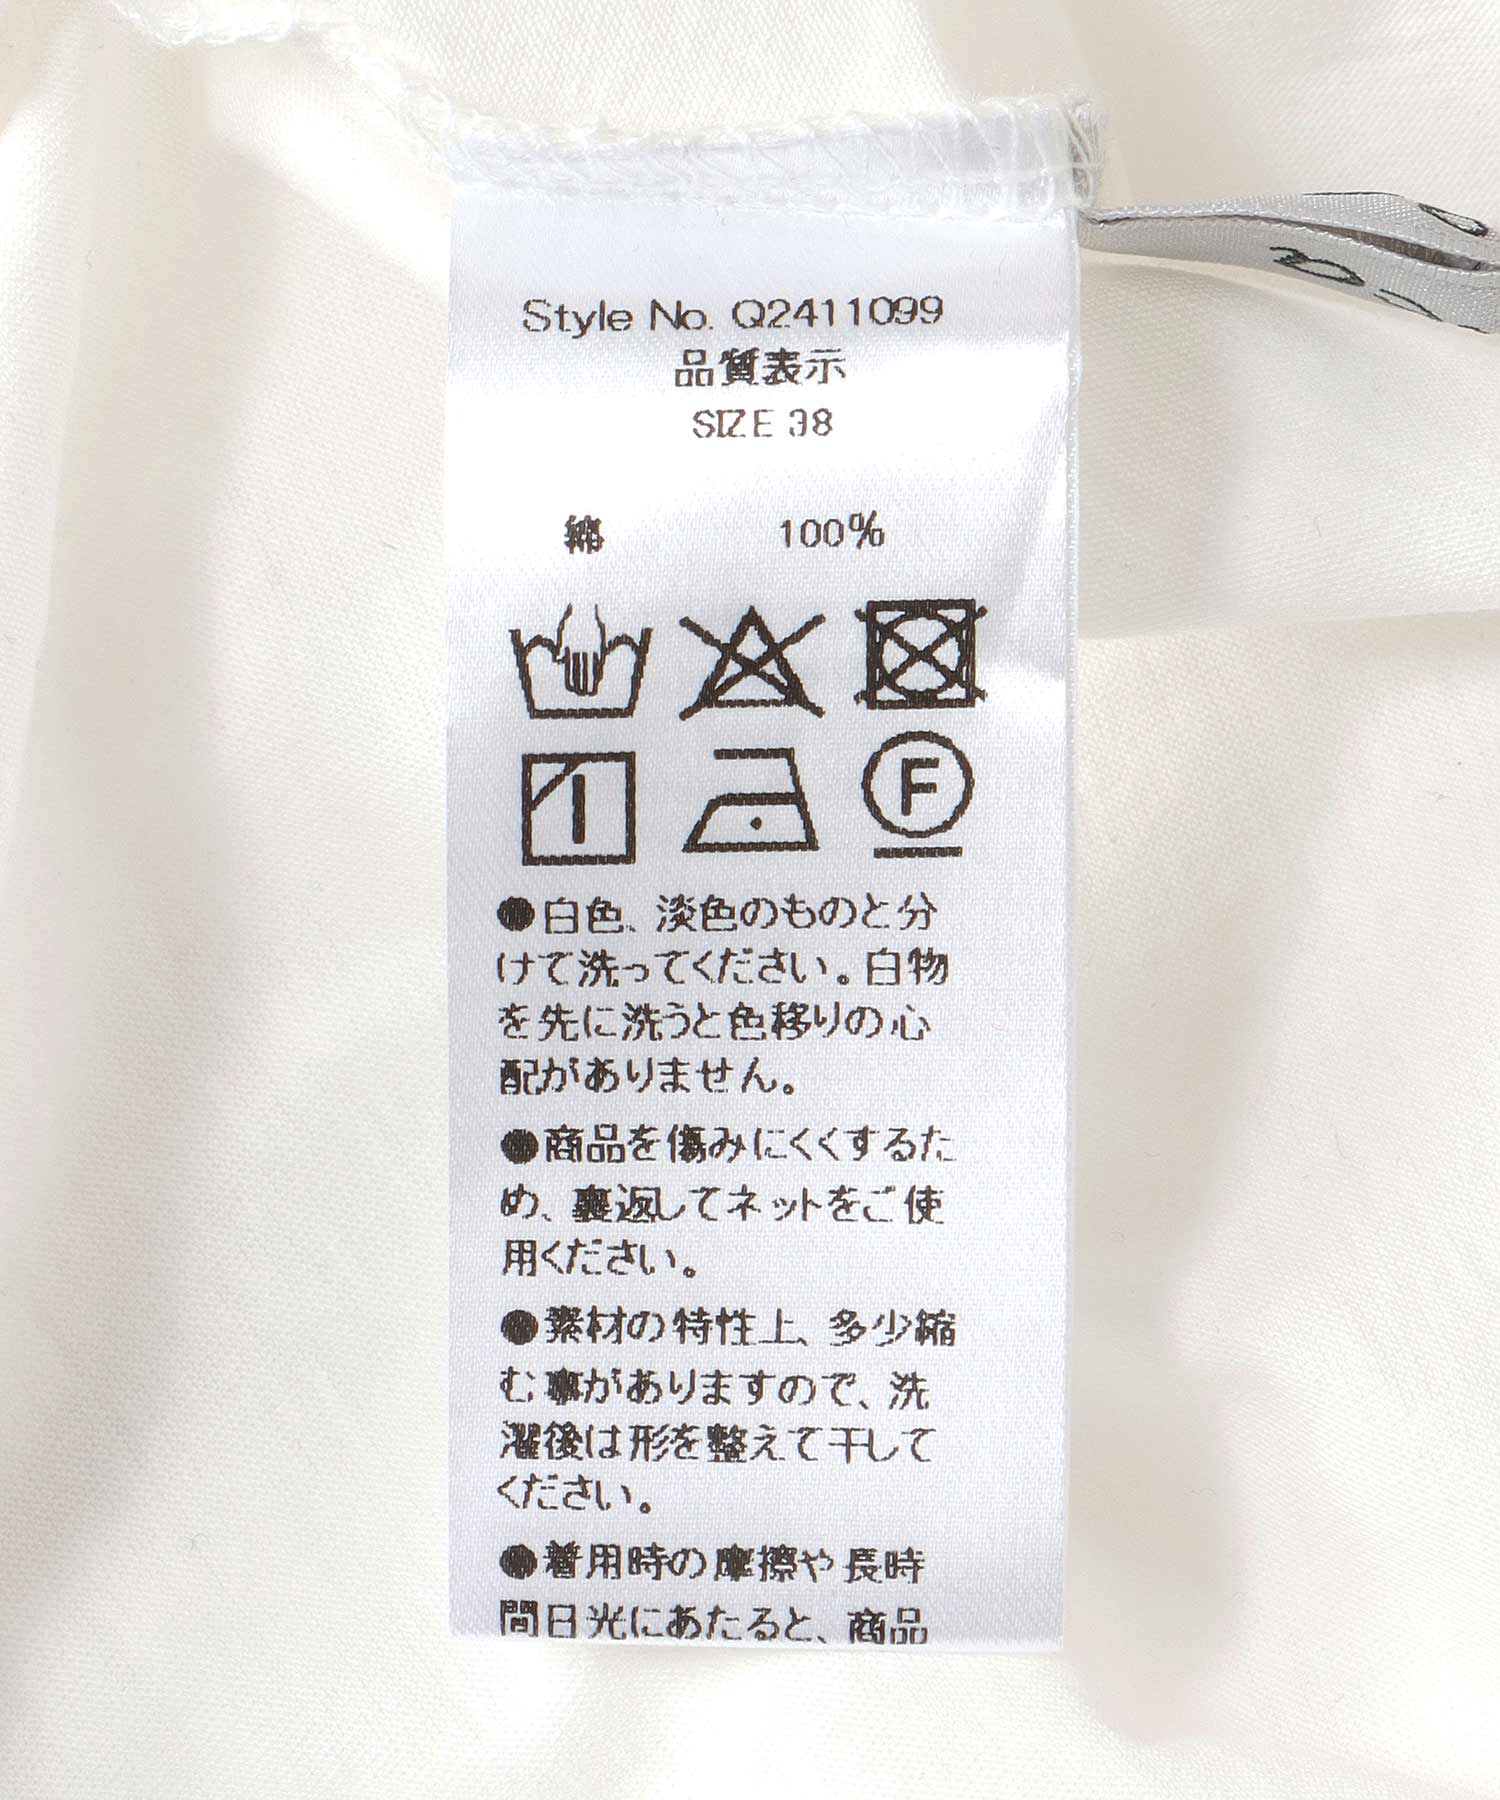 Style No. Q2411099
品質表示
SIZE 38
綿 100%
F
●白色、淡色のものと分
けて洗ってください。白物
を先に洗うと色移りの心
配がありません。
●商品を傷みにくくするた
め、裏返してネットをご使
用ください。
●素材の特性上、多少縮
む事がありますので、洗
濯後は形を整えて干して
ください。
●着用時の摩擦や長時
間日光にあたると、商品